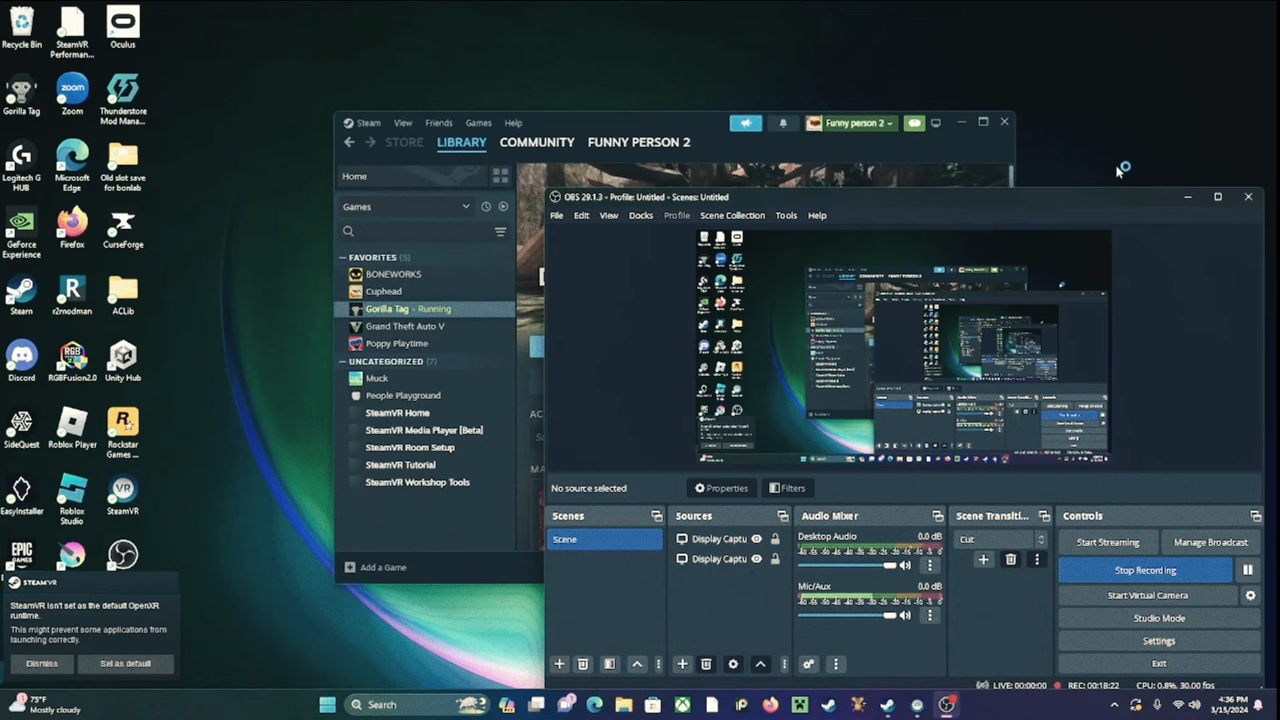 Recycle Bin
SteamVR
Performan...
Oculus
Gorilla Tag
Zoom
Thunderstore
Mod Mana...
Logitech G
HUB
Microsoft
Edge
Old slot save
for bonlab
GeForce
Experience
Firefox
CurseForge
Steam
r2modman
ACLib
Discord
RGBFusion2.0
Unity Hub
SideQuest
Roblox Player
Rockstar
Games ...
EasyInstaller
Roblox
Studio
SteamVR
EPIC
GAMES
STEAMVR
SteamVR isn't set as the default OpenXR
runtime.
This might prevent some applications from
launching correctly.
Dismiss
Set as default
Steam View Friends Games Help
Funny person 2
STORE LIBRARY COMMUNITY FUNNY PERSON 2
Home
Games
FAVORITES (5)
BONEWORKS
Cuphead
Gorilla Tag - Running
Grand Theft Auto V
Poppy Playtime
UNCATEGORIZED (7)
Muck
People Playground
SteamVR Home
SteamVR Media Player [Beta]
SteamVR Room Setup
SteamVR Tutorial
SteamVR Workshop Tools
Add a Game
OBS 29.1.3 - Profile: Untitled - Scenes: Untitled
File Edit View Docks Profile Scene Collection Tools Help
No source selected
Properties
Filters
Scenes
Scene
Sources
Display Captu
Display Captu
Audio Mixer
Desktop Audio 0.0 dB
Mic/Aux 0.0 dB
Scene Transiti...
Cut
Controls
Start Streaming
Manage Broadcast
Stop Recording
Start Virtual Camera
Studio Mode
Settings
Exit
LIVE: 00:00:00
REC: 00:18:22
CPU: 0.8%, 30.00 fps
75°F
Mostly cloudy
Search
4:36 PM
3/15/2024